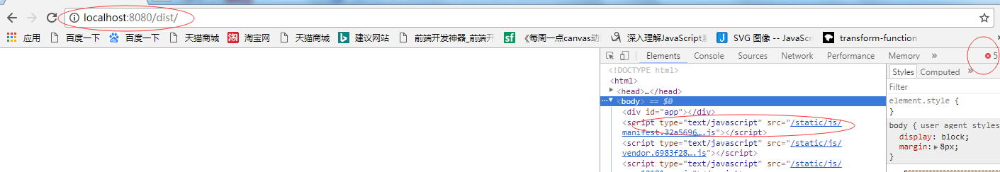 localhost:8080/dist/
应用 百度一下 百度一下 天猫商城 淘宝网 天猫商城 建议网站 前端开发神器_前端开 《每周一点canvas动 深入理解JavaScript SVG 图像 -- JavaScr transform-function
Elements Console Sources Network Performance Memory » 5
<!DOCTYPE html>
Styles Computed »
<html>
<head>…</head>
Filter
<body> == $0
element.style {
<div id="app"></div>
}
<script type="text/javascript" src="/static/js/
body { user agent styles
manifest.32a5696….js"></script>
display: block;
<script type="text/javascript" src="/static/js/
margin: 8px;
vendor.6983f28….js"></script>
}
<script type="text/javascript" src="/static/js/